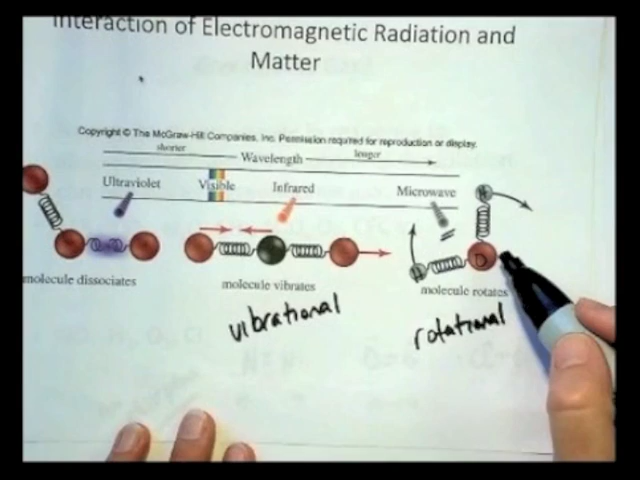 Interaction of Electromagnetic Radiation and
Matter
Copyright © The McGraw-Hill Companies, Inc. Permission required for reproduction or display.
shorter Wavelength longer
Ultraviolet Visible Infrared Microwave
H
H
O
molecule dissociates molecule vibrates molecule rotates
vibrational rotational